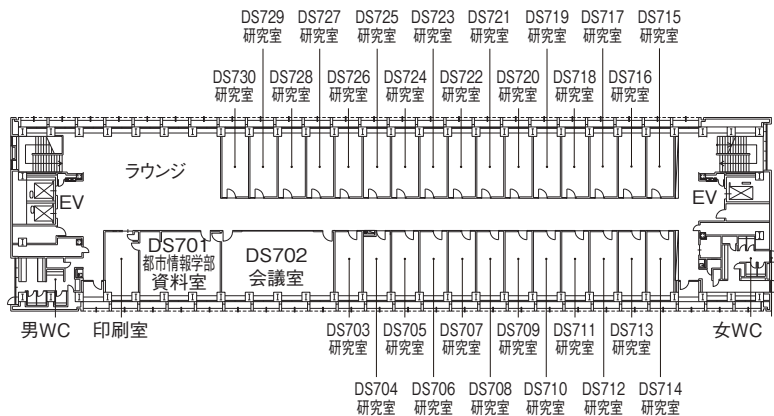 DS729
研究室
DS727
研究室
DS725
研究室
DS723
研究室
DS721
研究室
DS719
研究室
DS717
研究室
DS715
研究室
DS730
研究室
DS728
研究室
DS726
研究室
DS724
研究室
DS722
研究室
DS720
研究室
DS718
研究室
DS716
研究室
ラウンジ
EV
EV
DS701
都市情報学部
資料室
DS702
会議室
男WC
印刷室
DS703
研究室
DS705
研究室
DS707
研究室
DS709
研究室
DS711
研究室
DS713
研究室
女WC
DS704
研究室
DS706
研究室
DS708
研究室
DS710
研究室
DS712
研究室
DS714
研究室